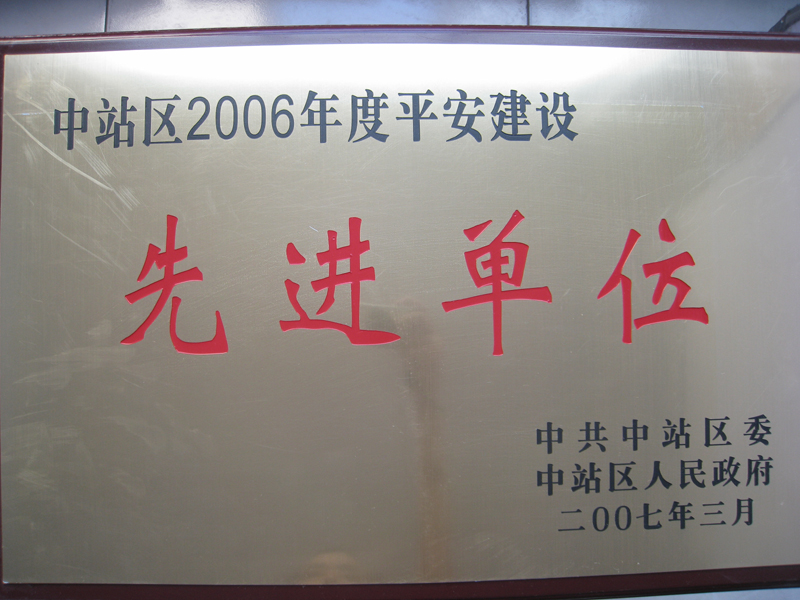 中站区2006年度平安建设
先进单位
中共中站区委
中站区人民政府
二00七年三月